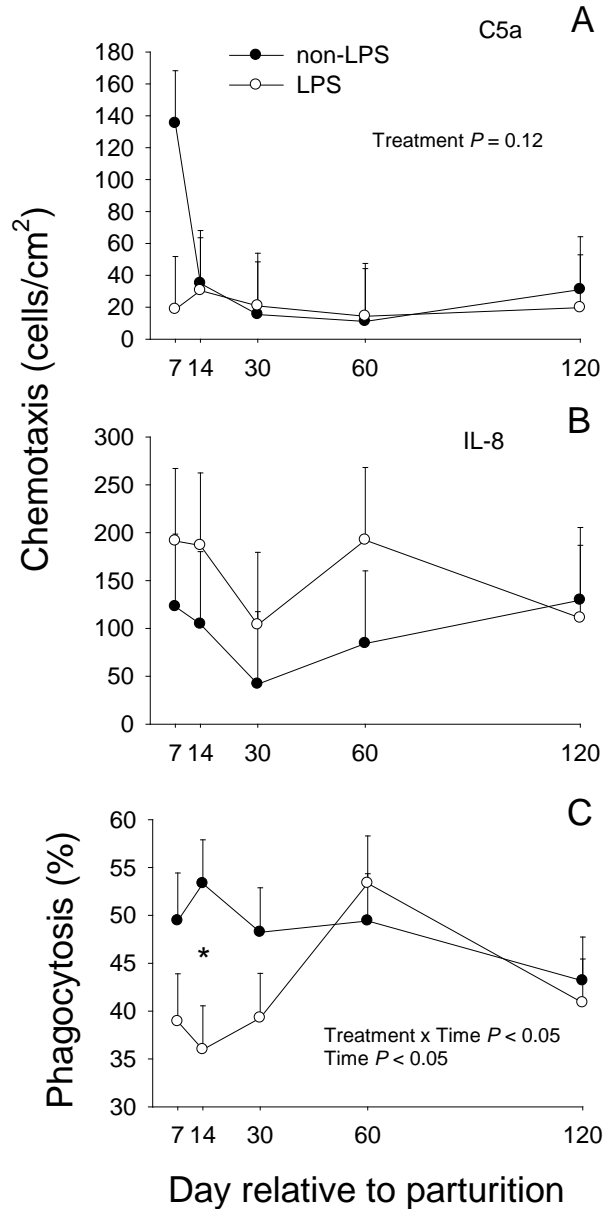 C5a
A
non-LPS
LPS
Treatment P = 0.12
180
160
140
120
100
80
60
40
20
0
7 14 30 60 120
Chemotaxis (cells/cm²)
B
IL-8
300
250
200
150
100
50
0
7 14 30 60 120
C
60
55
50
45
40
35
30
*
Treatment x Time P < 0.05
Time P < 0.05
Phagocytosis (%)
7 14 30 60 120
Day relative to parturition